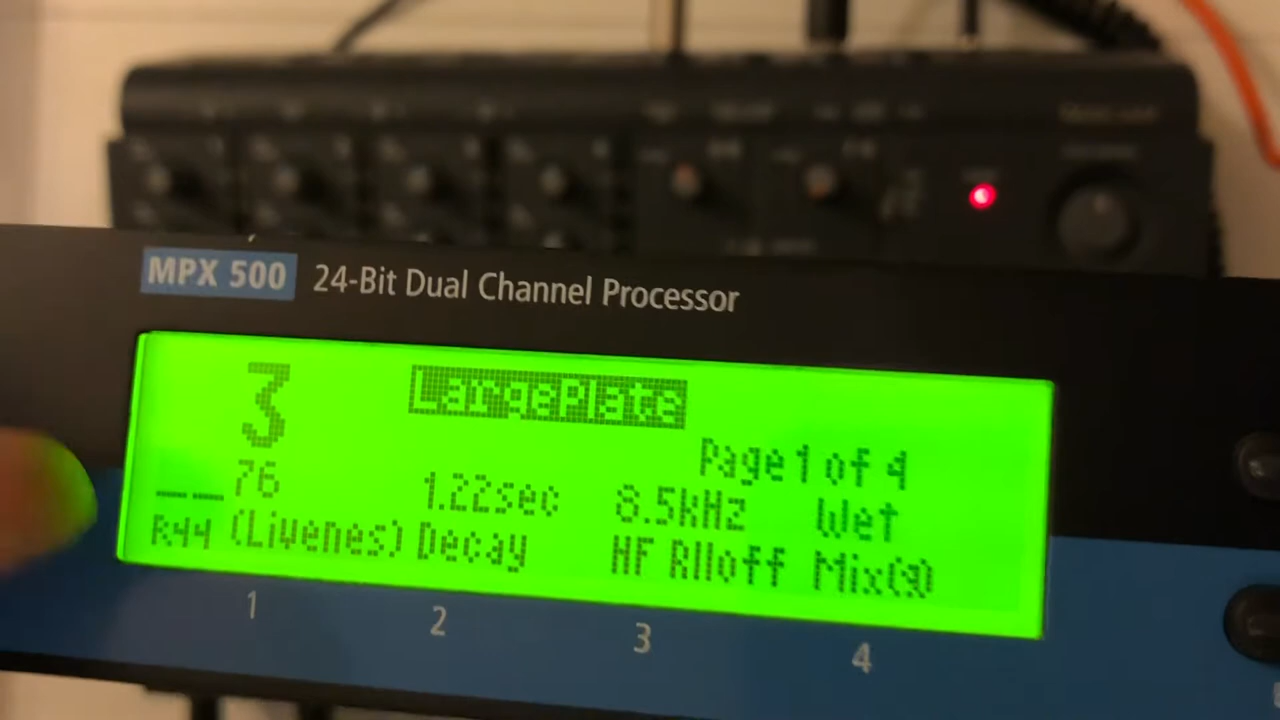 MPX 500 24-Bit Dual Channel Processor
3 LargePlate
Page 1 of 4
76 1.22sec 8.5kHz Wet
(Livenes) Decay HF Rlloff Mix
1 2 3 4